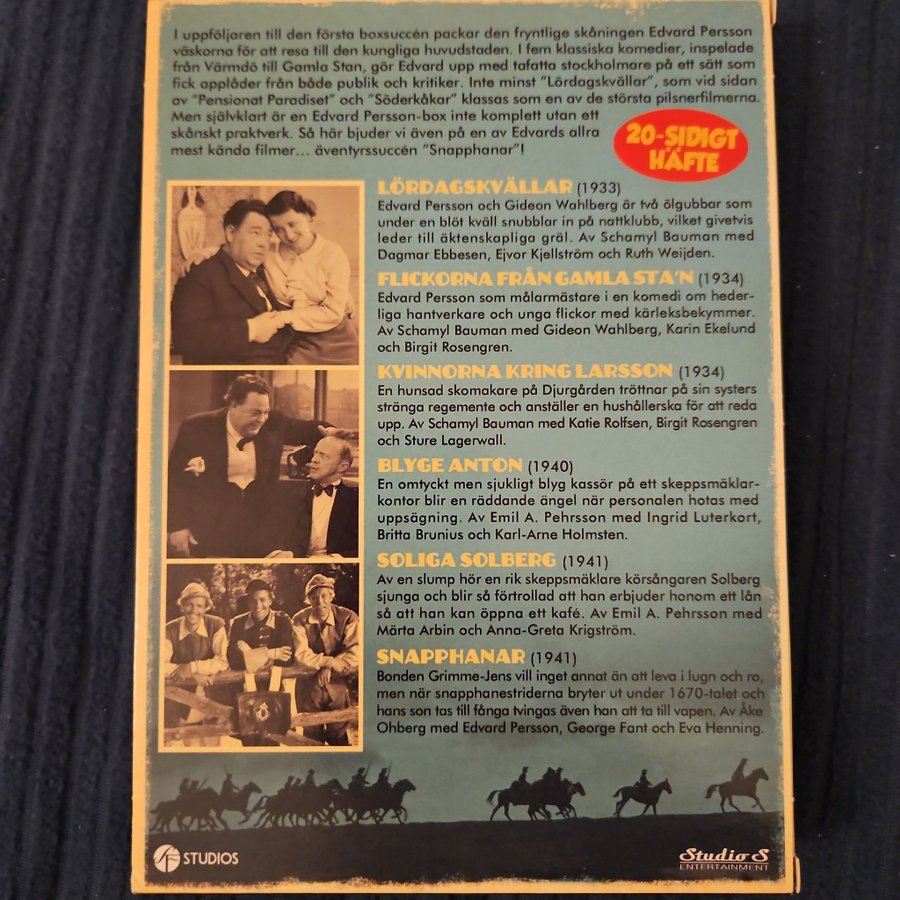 I uppföljaren till den första boxsuccén packar den fryntlige skåningen Edvard Persson
väskorna för att resa till den kungliga huvudstaden. I fem klassiska komedier, inspelade
från Värmdö till Gamla Stan, gör Edvard upp med tafatta stockholmare på ett sätt som
fick applåder från både publik och kritiker. Inte minst "Lördagskvällar", som vid sidan
av "Pensionat Paradiset" och "Söderkåkar" klassas som en av de största pilsnerfilmerna.
Men självklart är en Edvard Persson-box inte komplett utan ett
skånskt praktverk. Så här bjuder vi även på en av Edvards allra
mest kända filmer... äventyrssuccén "Snapphanar"!
20-SIDIGT
HÄFTE
LÖRDAGSKVÄLLAR (1933)
Edvard Persson och Gideon Wahlberg är två ölgubbar som
under en blöt kväll snubblar in på nattklubb, vilket givetvis
leder till äktenskapliga gräl. Av Schamyl Bauman med
Dagmar Ebbesen, Ejvor Kjellström och Ruth Weijden.
FLICKORNA FRÅN GAMLA STA'N (1934)
Edvard Persson som målarmästare i en komedi om heder-
liga hantverkare och unga flickor med kärleksbekymmer.
Av Schamyl Bauman med Gideon Wahlberg, Karin Ekelund
och Birgit Rosengren.
KVINNORNA KRING LARSSON (1934)
En hunsad skomakare på Djurgården tröttnar på sin systers
stränga regemente och anställer en hushållerska för att reda
upp. Av Schamyl Bauman med Katie Rolfsen, Birgit Rosengren
och Sture Lagerwall.
BLYGE ANTON (1940)
En omtyckt men sjukligt blyg kassör på ett skeppsmäklar-
kontor blir en räddande ängel när personalen hotas med
uppsägning. Av Emil A. Pehrsson med Ingrid Luterkort,
Britta Brunius och Karl-Arne Holmsten.
SOLIGA SOLBERG (1941)
Av en slump hör en rik skeppsmäklare körsångaren Solberg
sjunga och blir så förtrollad att han erbjuder honom ett lån
så att han kan öppna ett kafé. Av Emil A. Pehrsson med
Märta Arbin och Anna-Greta Krigström.
SNAPPHANAR (1941)
Bonden Grimme-Jens vill inget annat än att leva i lugn och ro,
men när snapphanestriderna bryter ut under 1670-talet och
hans son tas till fånga tvingas även han att ta till vapen. Av Åke
Ohberg med Edvard Persson, George Fant och Eva Henning.
SF STUDIOS
Studio S
ENTERTAINMENT